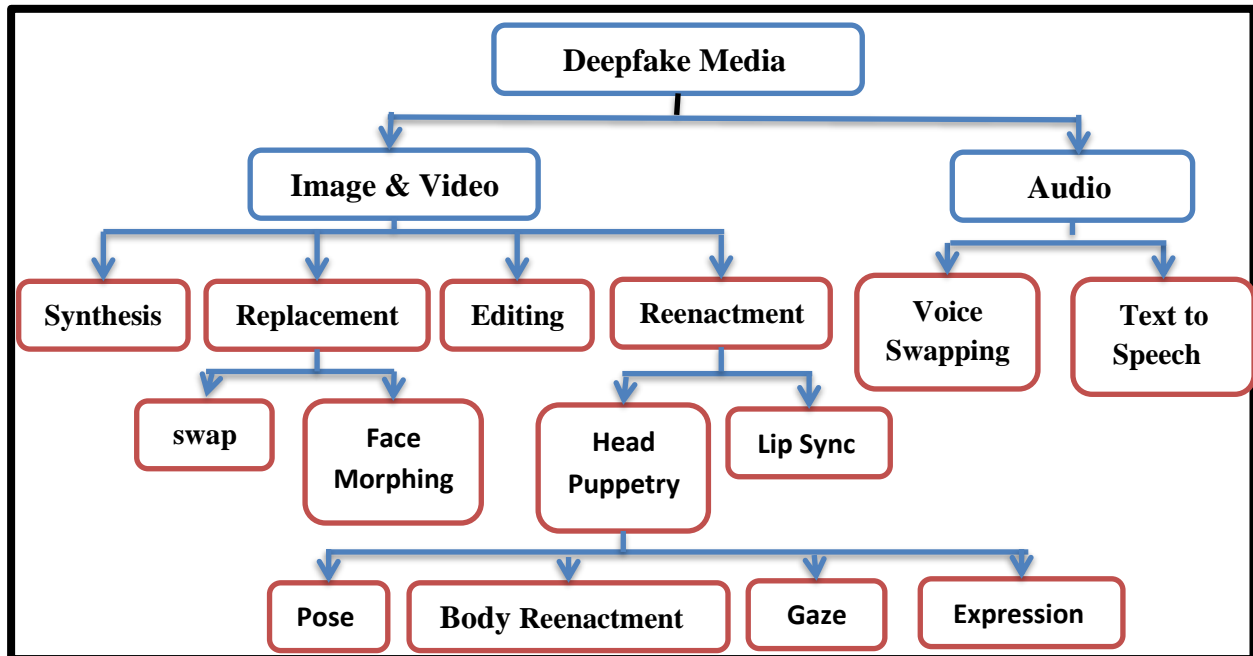 Deepfake Media
Image & Video
Audio
Synthesis
Replacement
Editing
Reenactment
Voice
Swapping
Text to
Speech
swap
Face
Morphing
Head
Puppetry
Lip Sync
Pose
Body Reenactment
Gaze
Expression